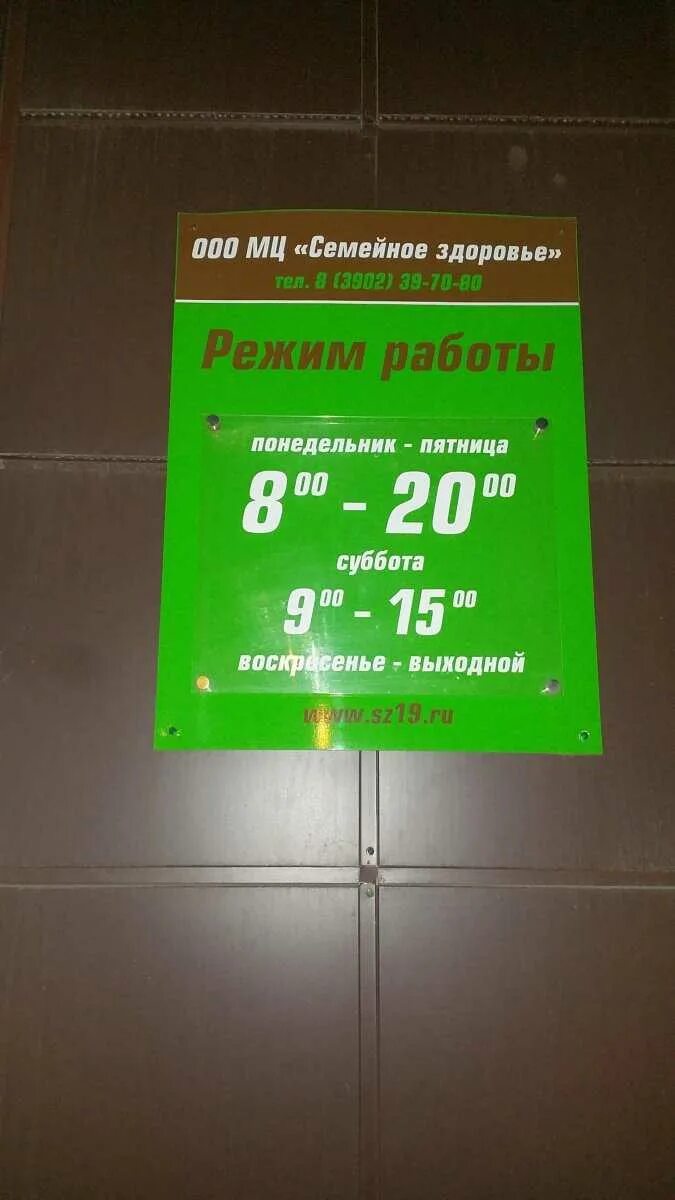 ООО МЦ «Семейное здоровье»
тел. 8 (3902) 39-70-80
Режим работы
понедельник - пятница
8⁰⁰ - 20⁰⁰
суббота
9⁰⁰ - 15⁰⁰
воскресенье - выходной
www.sz19.ru